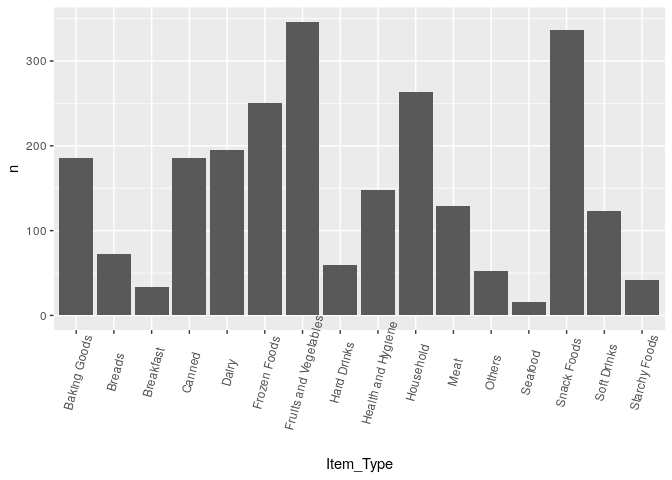 300
200
100
0
n
Baking Goods
Breads
Breakfast
Canned
Dairy
Frozen Foods
Fruits and Vegetables
Hard Drinks
Health and Hygiene
Household
Meat
Others
Seafood
Snack Foods
Soft Drinks
Starchy Foods
Item_Type